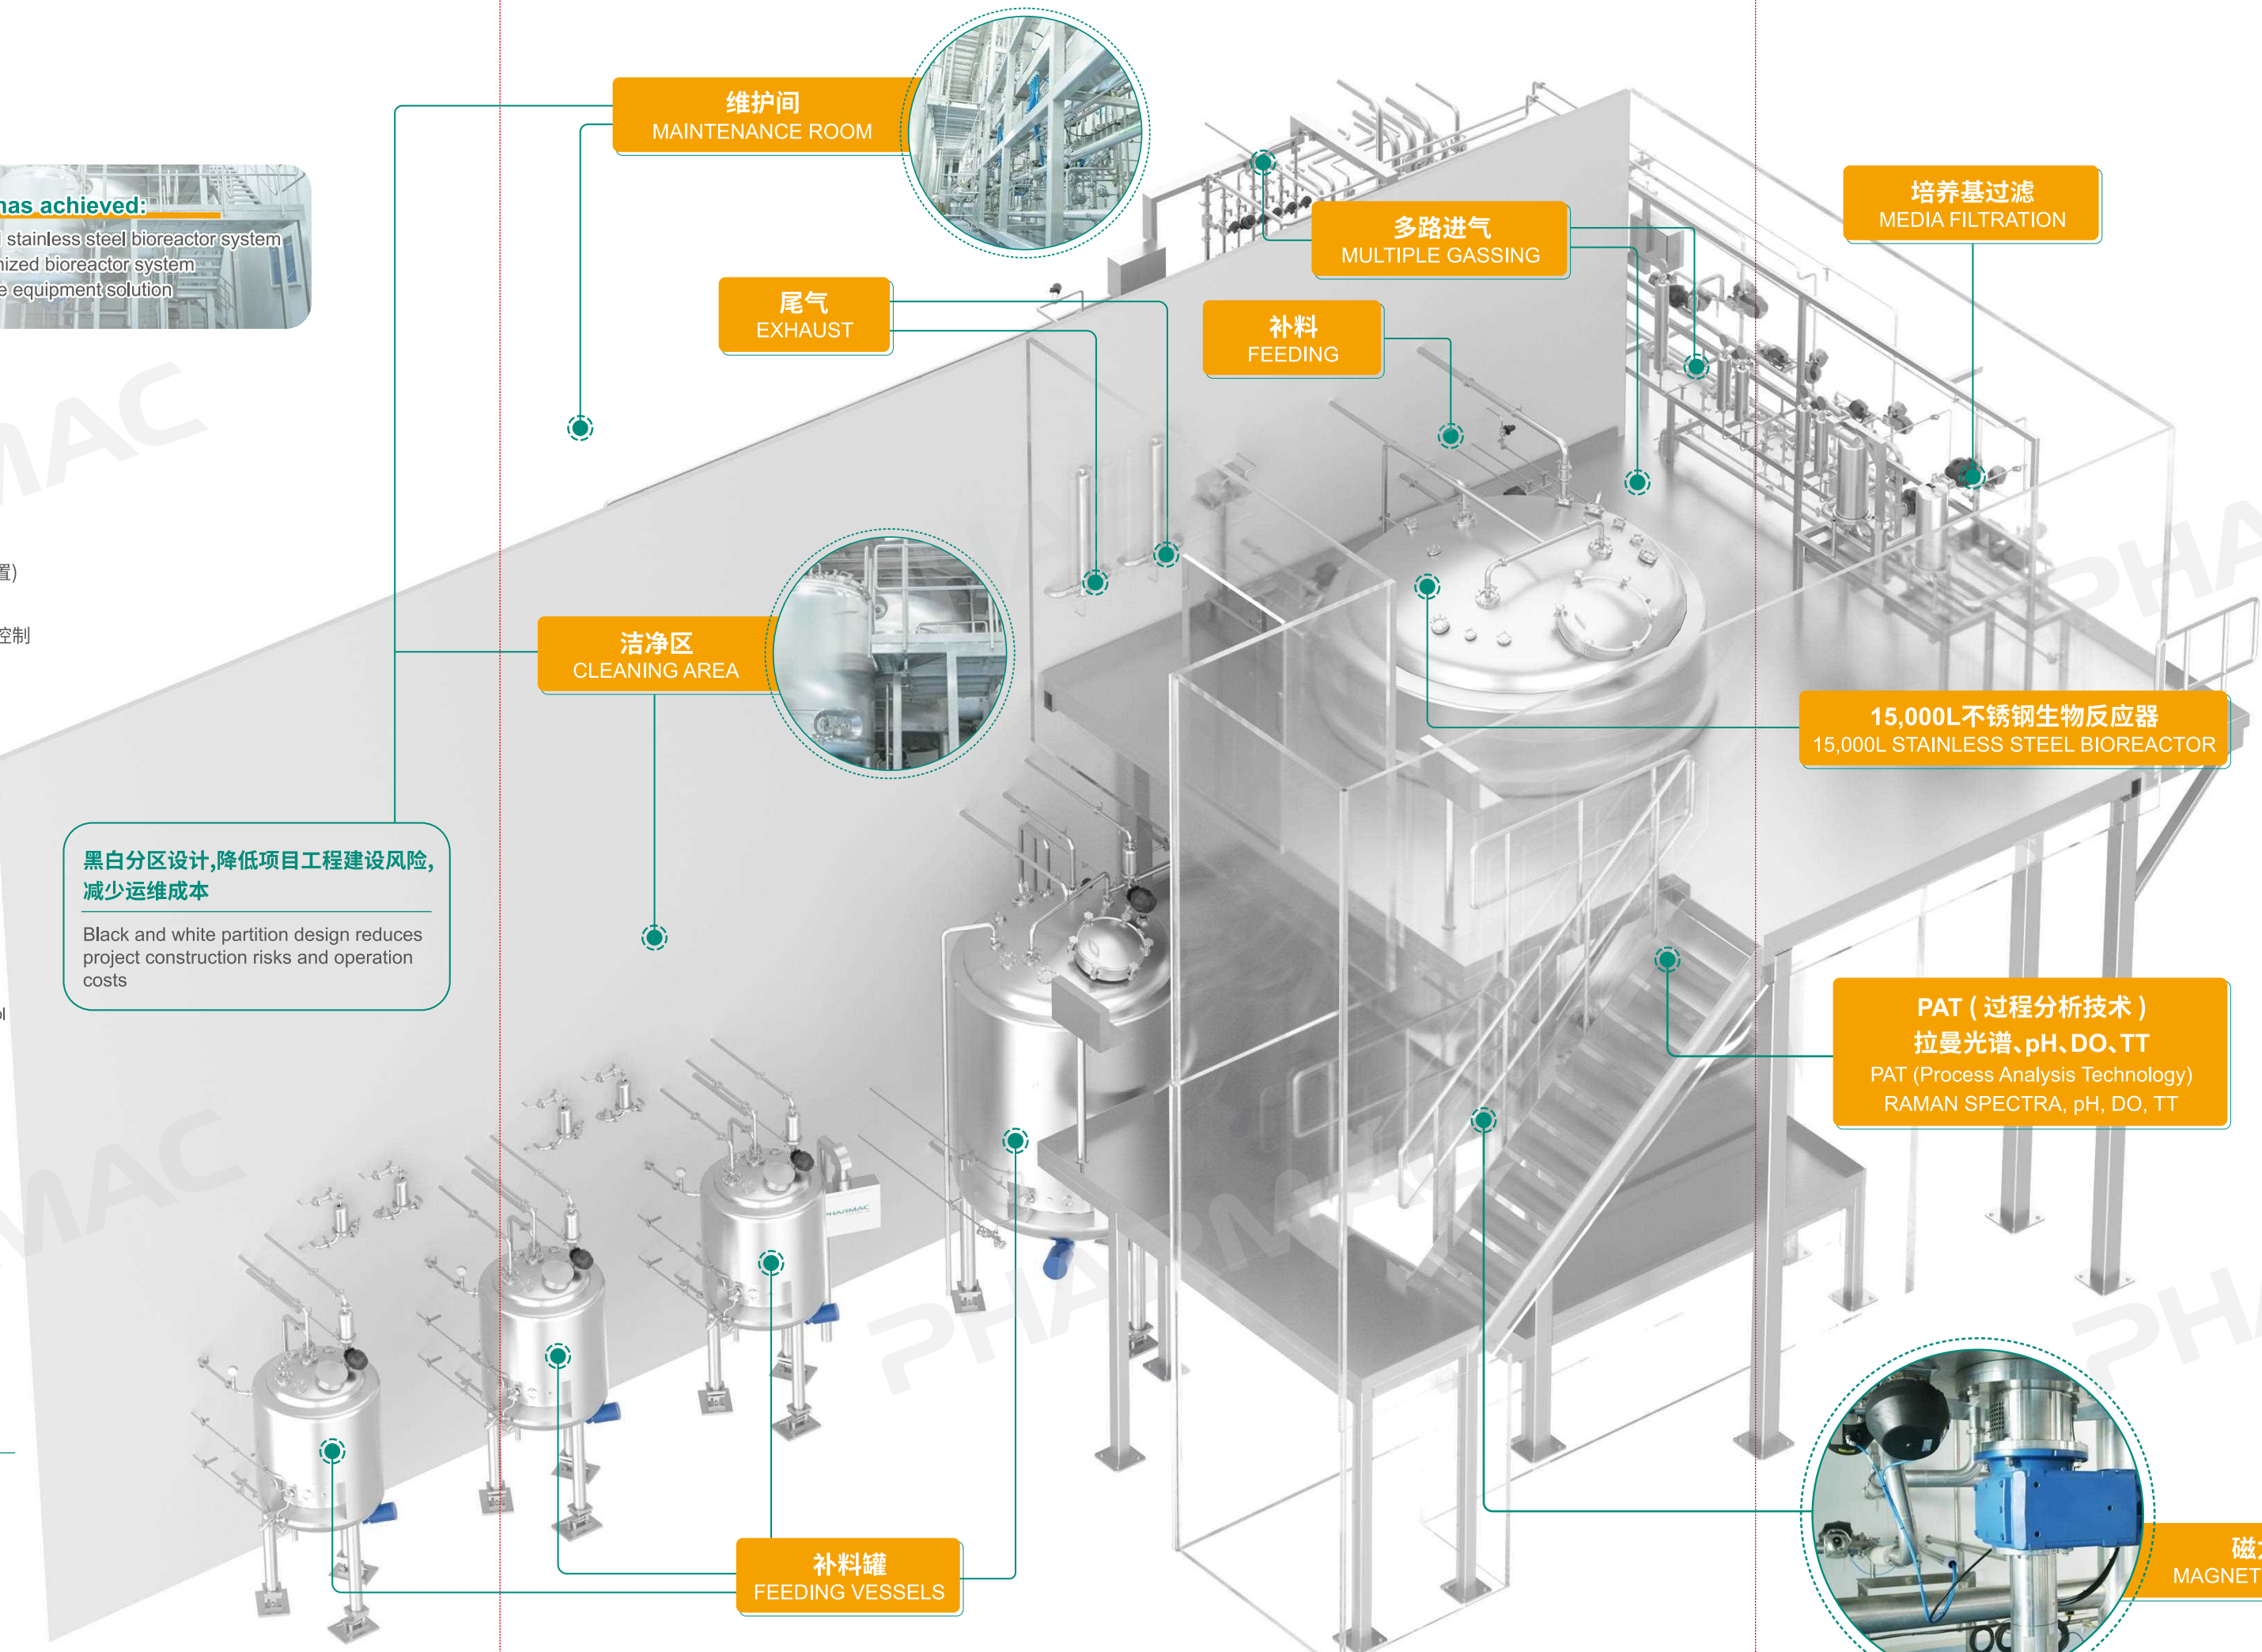 has achieved:
stainless steel bioreactor system
bioreactor system
equipment solution
置)
控制
维护间
MAINTENANCE ROOM
尾气
EXHAUST
多路进气
MULTIPLE GASSING
补料
FEEDING
培养基过滤
MEDIA FILTRATION
洁净区
CLEANING AREA
15,000L不锈钢生物反应器
15,000L STAINLESS STEEL BIOREACTOR
黑白分区设计,降低项目工程建设风险,
减少运维成本
Black and white partition design reduces
project construction risks and operation
costs
PAT ( 过程分析技术 )
拉曼光谱、pH、DO、TT
PAT (Process Analysis Technology)
RAMAN SPECTRA, pH, DO, TT
PHARMAC
补料罐
FEEDING VESSELS
磁
MAGNET
PHARMAC